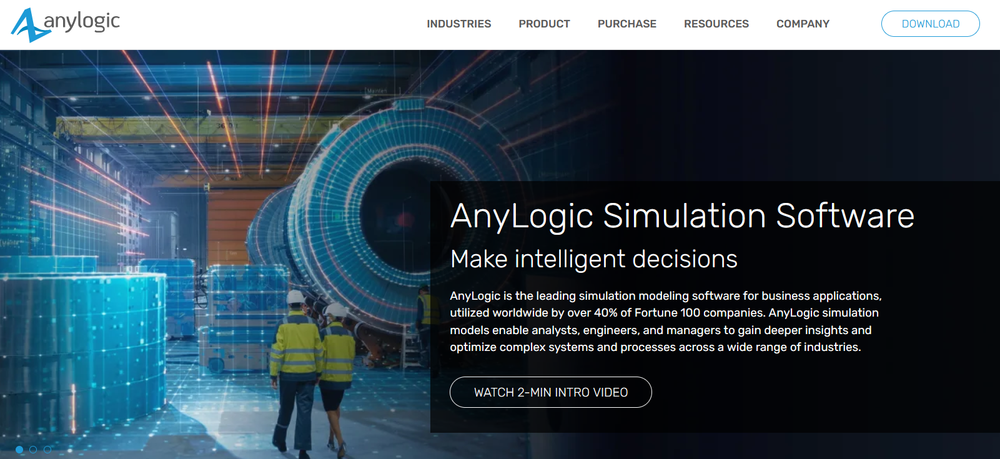 anylogic
INDUSTRIES
PRODUCT
PURCHASE
RESOURCES
COMPANY
DOWNLOAD
[Mainten
AnyLogic Simulation Software
Make intelligent decisions
AnyLogic is the leading simulation modeling software for business applications,
utilized worldwide by over 40% of Fortune 100 companies. AnyLogic simulation
models enable analysts, engineers, and managers to gain deeper insights and
optimize complex systems and processes across a wide range of industries.
WATCH 2-MIN INTRO VIDEO